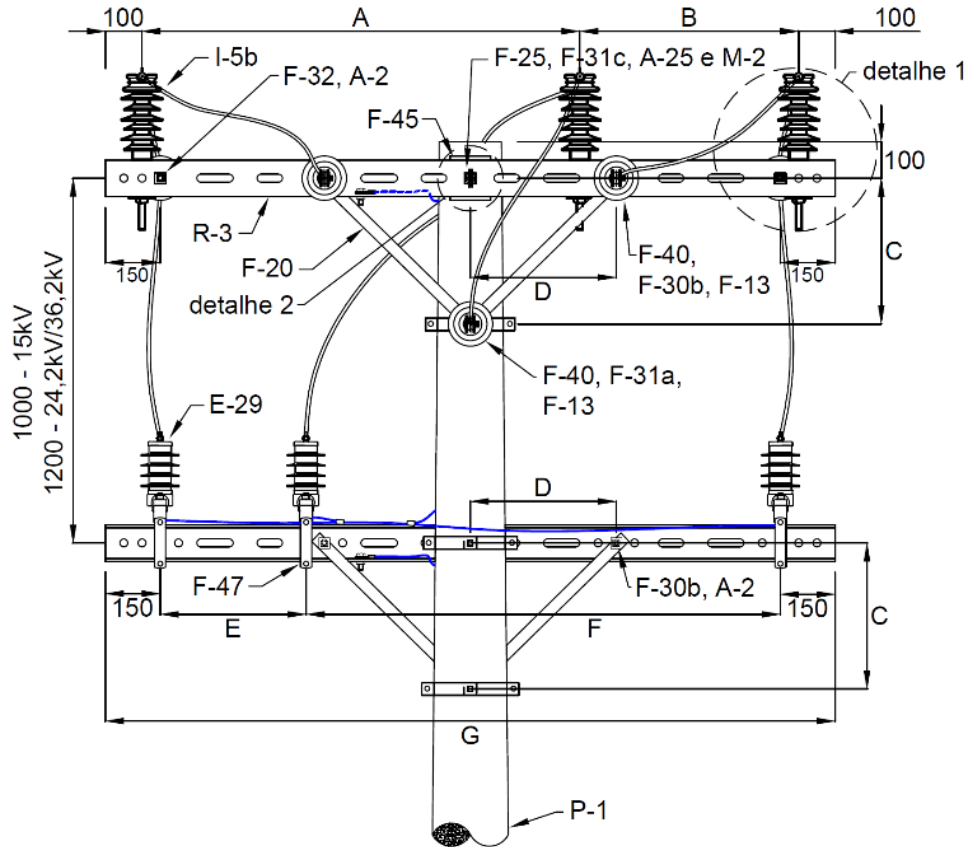 100
A
B
100
I-5b
F-32, A-2
F-25, F-31c, A-25 e M-2
detalhe 1
F-45
100
R-3
150
F-20
detalhe 2
D
F-40,
F-30b, F-13
150
C
1000 - 15kV
1200 - 24,2kV/36,2kV
F-40, F-31a,
F-13
E-29
D
F-47
F-30b, A-2
150
E
F
150
C
G
P-1